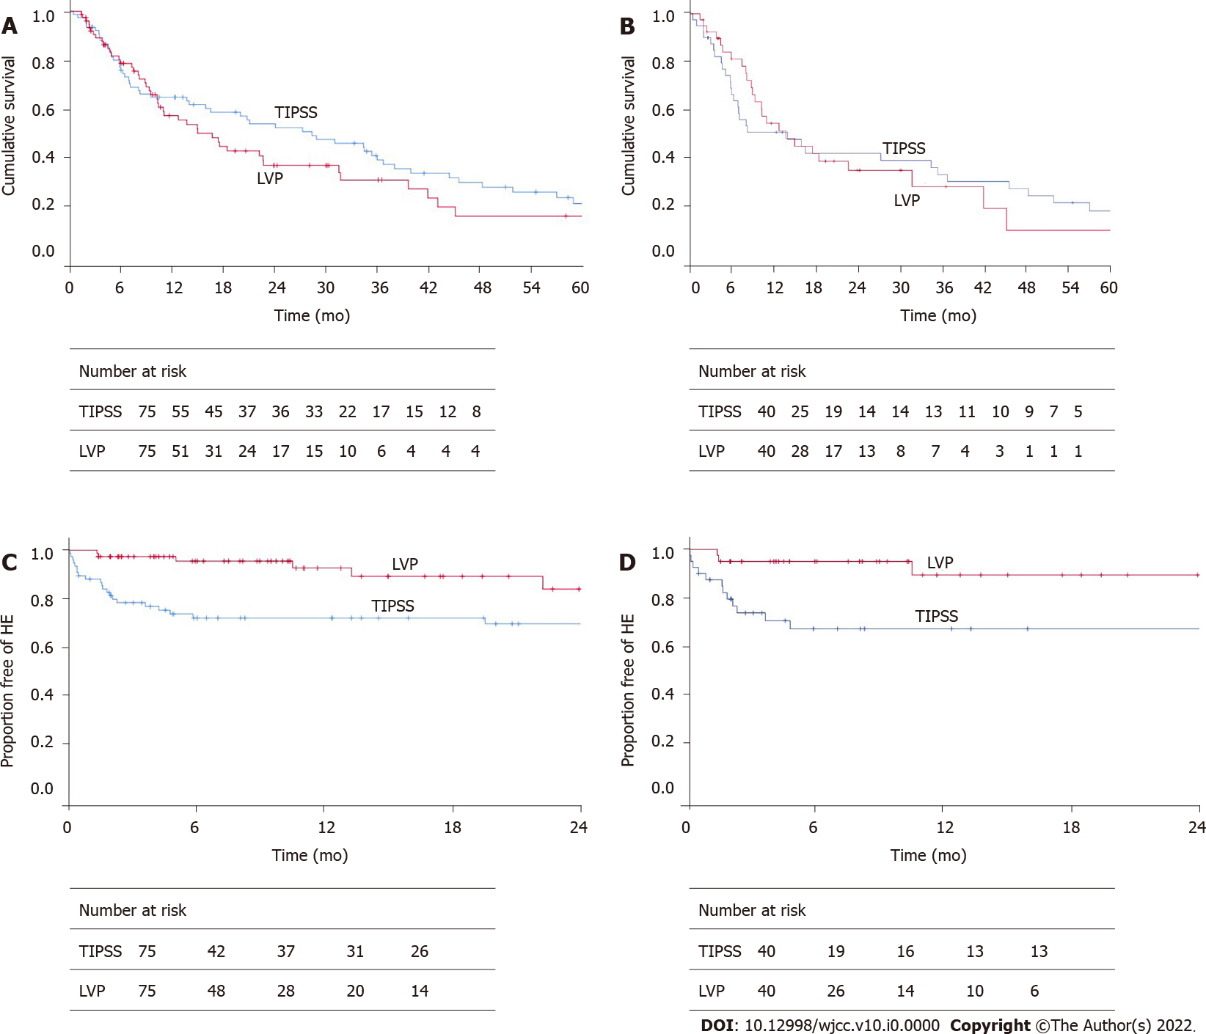 A
Cumulative survival
1.0
0.8
0.6
0.4
0.2
0.0
TIPSS
LVP
0 6 12 18 24 30 36 42 48 54 60
Time (mo)
Number at risk
TIPSS 75 55 45 37 36 33 22 17 15 12 8
LVP 75 51 31 24 17 15 10 6 4 4 4
B
Cumulative survival
1.0
0.8
0.6
0.4
0.2
0.0
TIPSS
LVP
0 6 12 18 24 30 36 42 48 54 60
Time (mo)
Number at risk
TIPSS 40 25 19 14 14 13 11 10 9 7 5
LVP 40 28 17 13 8 7 4 3 1 1 1
C
Proportion free of HE
1.0
0.8
0.6
0.4
0.2
0.0
LVP
TIPSS
0 6 12 18 24
Time (mo)
Number at risk
TIPSS 75 42 37 31 26
LVP 75 48 28 20 14
D
Proportion free of HE
1.0
0.8
0.6
0.4
0.2
0.0
LVP
TIPSS
0 6 12 18 24
Time (mo)
Number at risk
TIPSS 40 19 16 13 13
LVP 40 26 14 10 6
DOI: 10.12998/wjcc.v10.i0.0000 Copyright ©The Author(s) 2022.